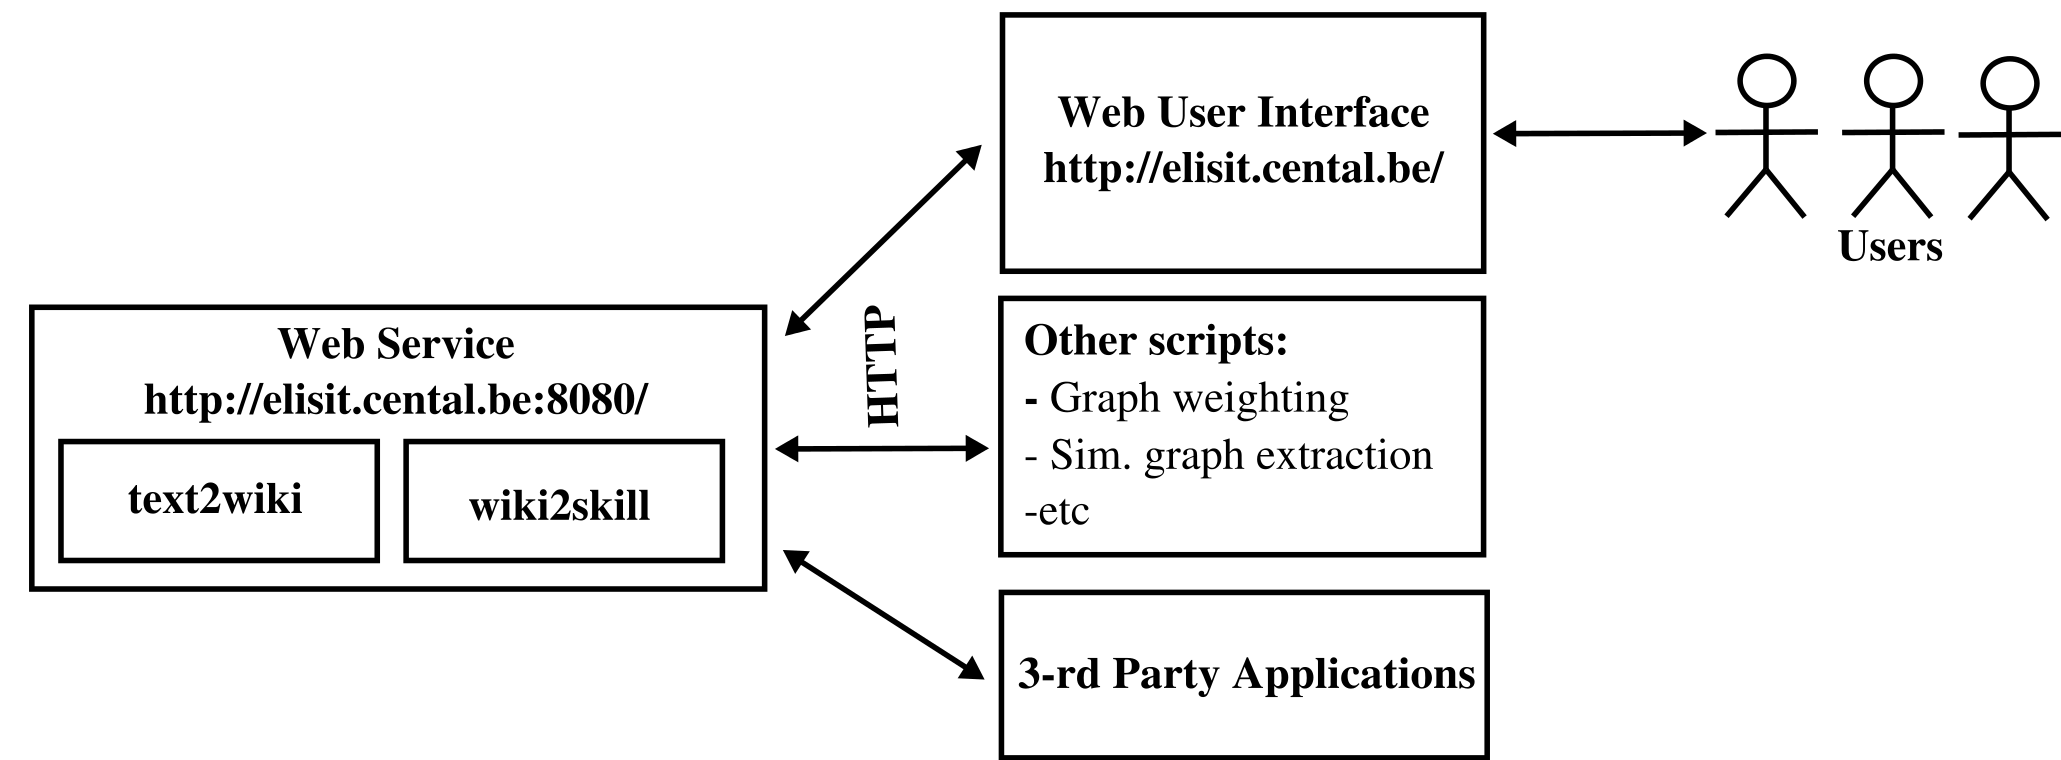 Web User Interface
http://elisit.cental.be/
Users
Web Service
http://elisit.cental.be:8080/
text2wiki
wiki2skill
HTTP
Other scripts:
- Graph weighting
- Sim. graph extraction
-etc
3-rd Party Applications